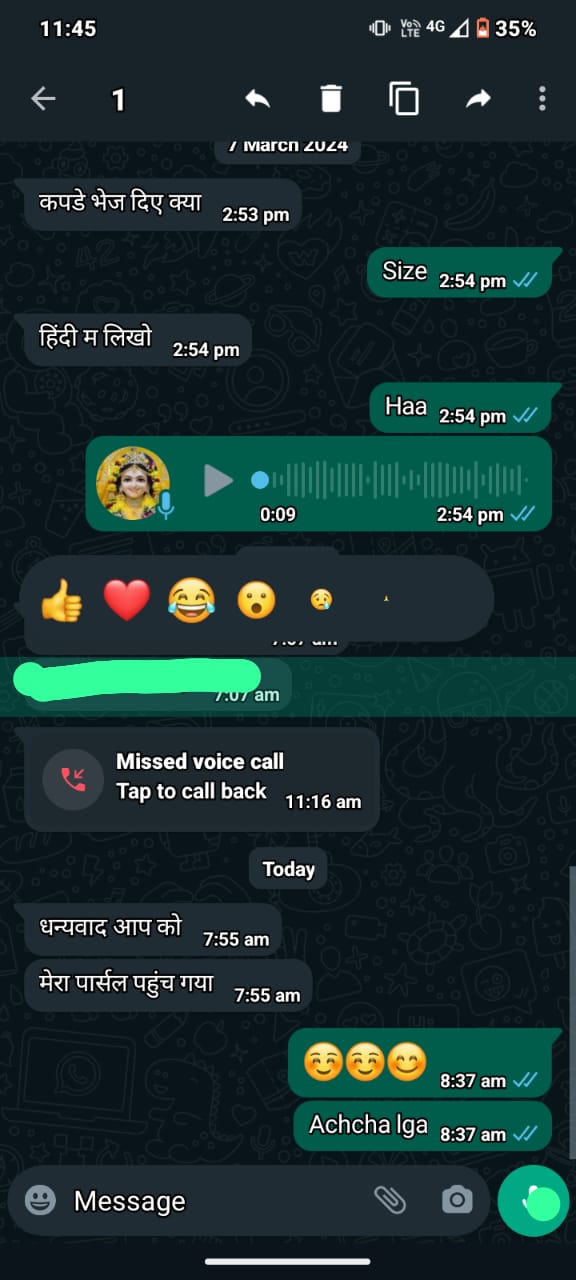 11:45
Vo LTE 4G 35%
1
7 March 2024
कपडे भेज दिए क्या 2:53 pm
Size 2:54 pm
हिंदी म लिखो 2:54 pm
Haa 2:54 pm
0:09 2:54 pm
7:07 am
7:07 am
Missed voice call
Tap to call back 11:16 am
Today
धन्यवाद आप को 7:55 am
मेरा पार्सल पहुंच गया 7:55 am
8:37 am
Achcha lga 8:37 am
Message